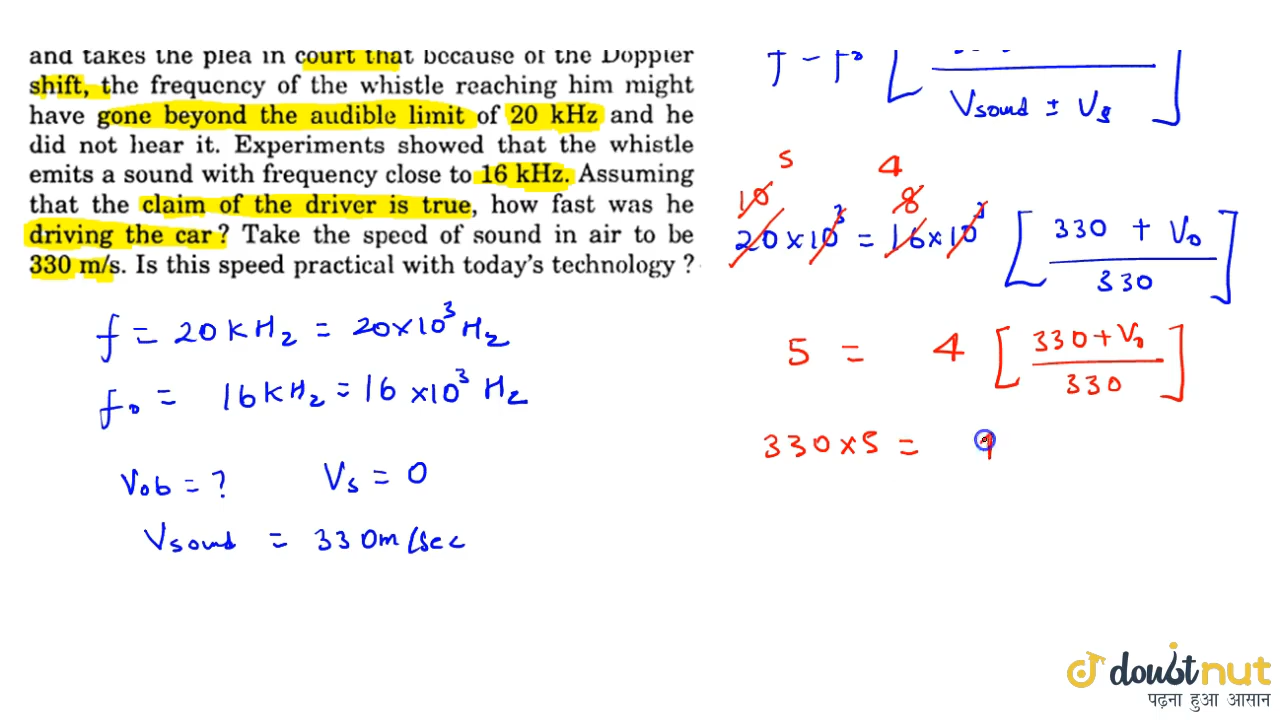 and takes the plea in court that because of the Doppler
shift, the frequency of the whistle reaching him might
have gone beyond the audible limit of 20 kHz and he
did not hear it. Experiments showed that the whistle
emits a sound with frequency close to 16 kHz. Assuming
that the claim of the driver is true, how fast was he
driving the car ? Take the speed of sound in air to be
330 m/s. Is this speed practical with today's technology ?
f = 20 KHz = 20×10³ Hz
f₀ = 16 KHz = 16 ×10³ Hz
Vob = ? Vs = 0
Vsound = 330m/sec
Vsound ± Vs
5 4
10 8
20×10³ = 16×10³ [ 330 + V₀ / 330 ]
5 = 4 [ 330 + V₀ / 330 ]
330×5 =
doubtnut
पढ़ना हुआ आसान